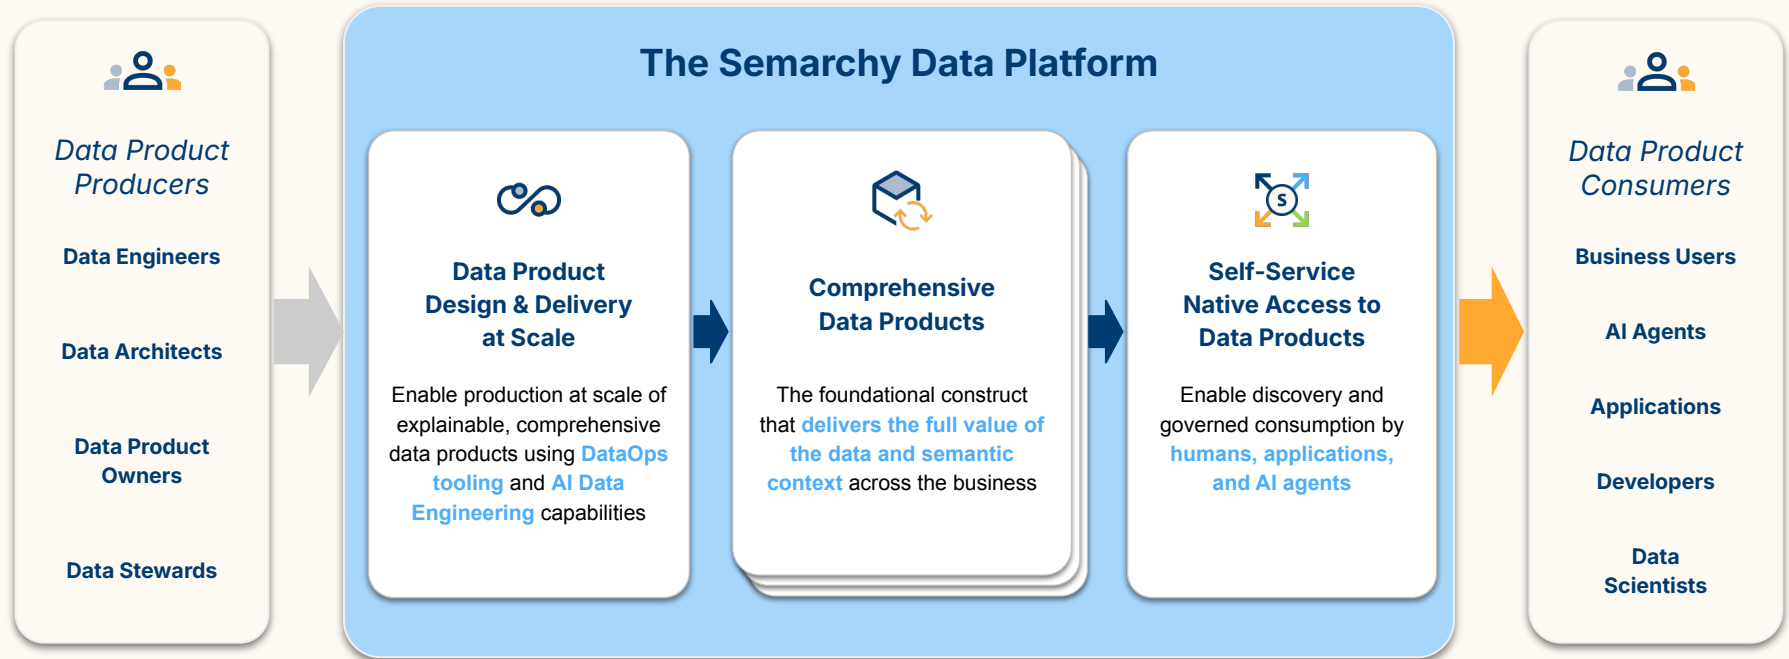 The Semarchy Data Platform
Data Product
Producers
Data Engineers
Data Architects
Data Product
Owners
Data Stewards
Data Product
Design & Delivery
at Scale
Enable production at scale of
explainable, comprehensive
data products using DataOps
tooling and AI Data
Engineering capabilities
Comprehensive
Data Products
The foundational construct
that delivers the full value of
the data and semantic
context across the business
S
Self-Service
Native Access to
Data Products
Enable discovery and
governed consumption by
humans, applications,
and AI agents
Data Product
Consumers
Business Users
AI Agents
Applications
Developers
Data
Scientists